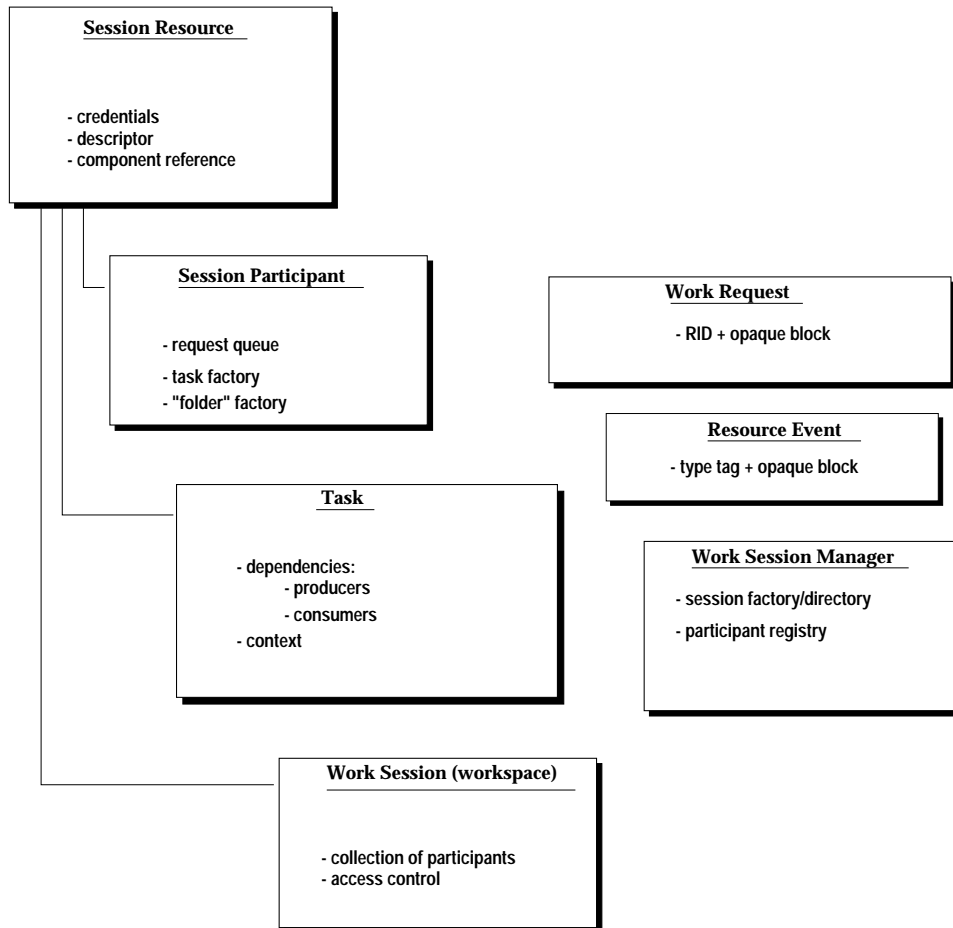 Session Resource
- credentials
- descriptor
- component reference
Session Participant
- request queue
- task factory
- "folder" factory
Work Request
- RID + opaque block
Resource Event
- type tag + opaque block
Task
- dependencies:
- producers
- consumers
- context
Work Session Manager
- session factory/directory
- participant registry
Work Session (workspace)
- collection of participants
- access control